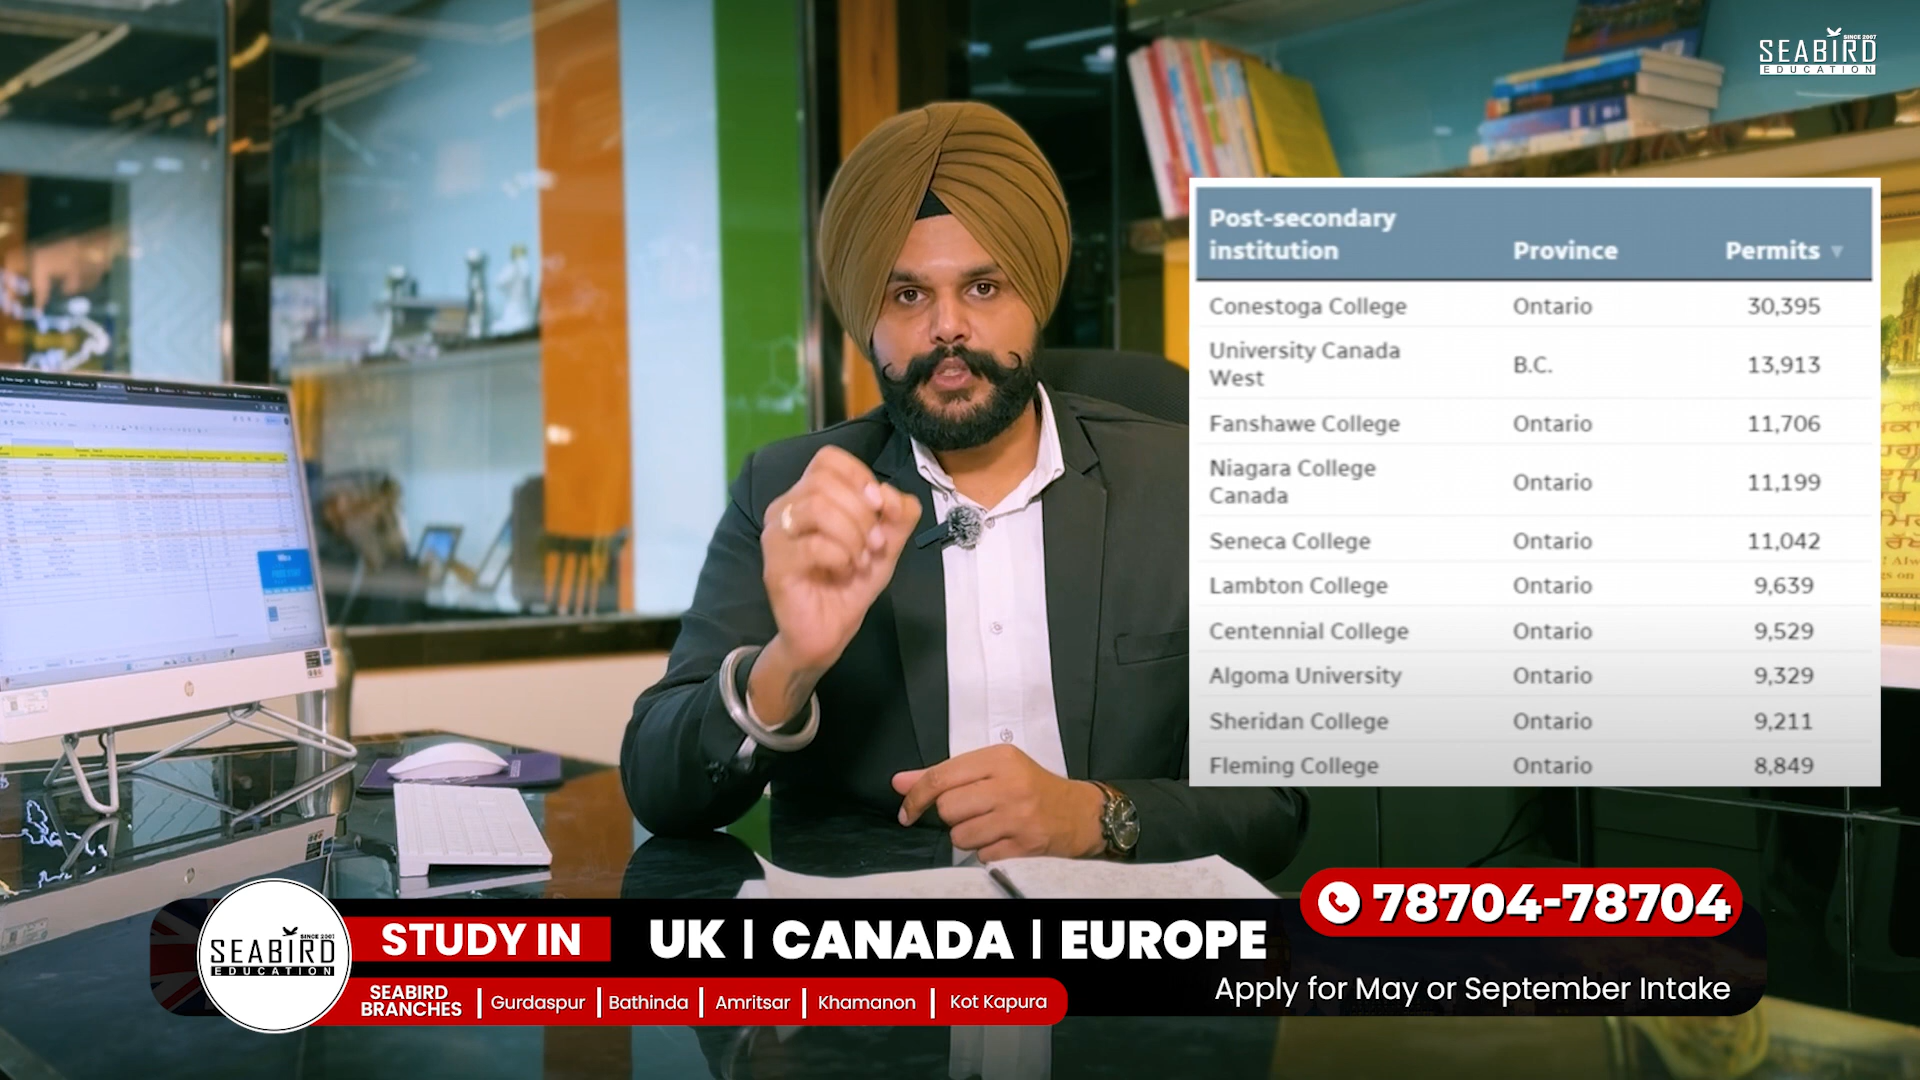 SINCE 2007
SEABIRD
EDUCATION
Post-secondary
institution Province Permits
Conestoga College Ontario 30,395
University Canada
West B.C. 13,913
Fanshawe College Ontario 11,706
Niagara College
Canada Ontario 11,199
Seneca College Ontario 11,042
Lambton College Ontario 9,639
Centennial College Ontario 9,529
Algoma University Ontario 9,329
Sheridan College Ontario 9,211
Fleming College Ontario 8,849
78704-78704
STUDY IN UK | CANADA | EUROPE
SINCE 2007
SEABIRD
EDUCATION
Apply for May or September Intake
SEABIRD
BRANCHES | Gurdaspur | Bathinda | Amritsar | Khamanon | Kot Kapura